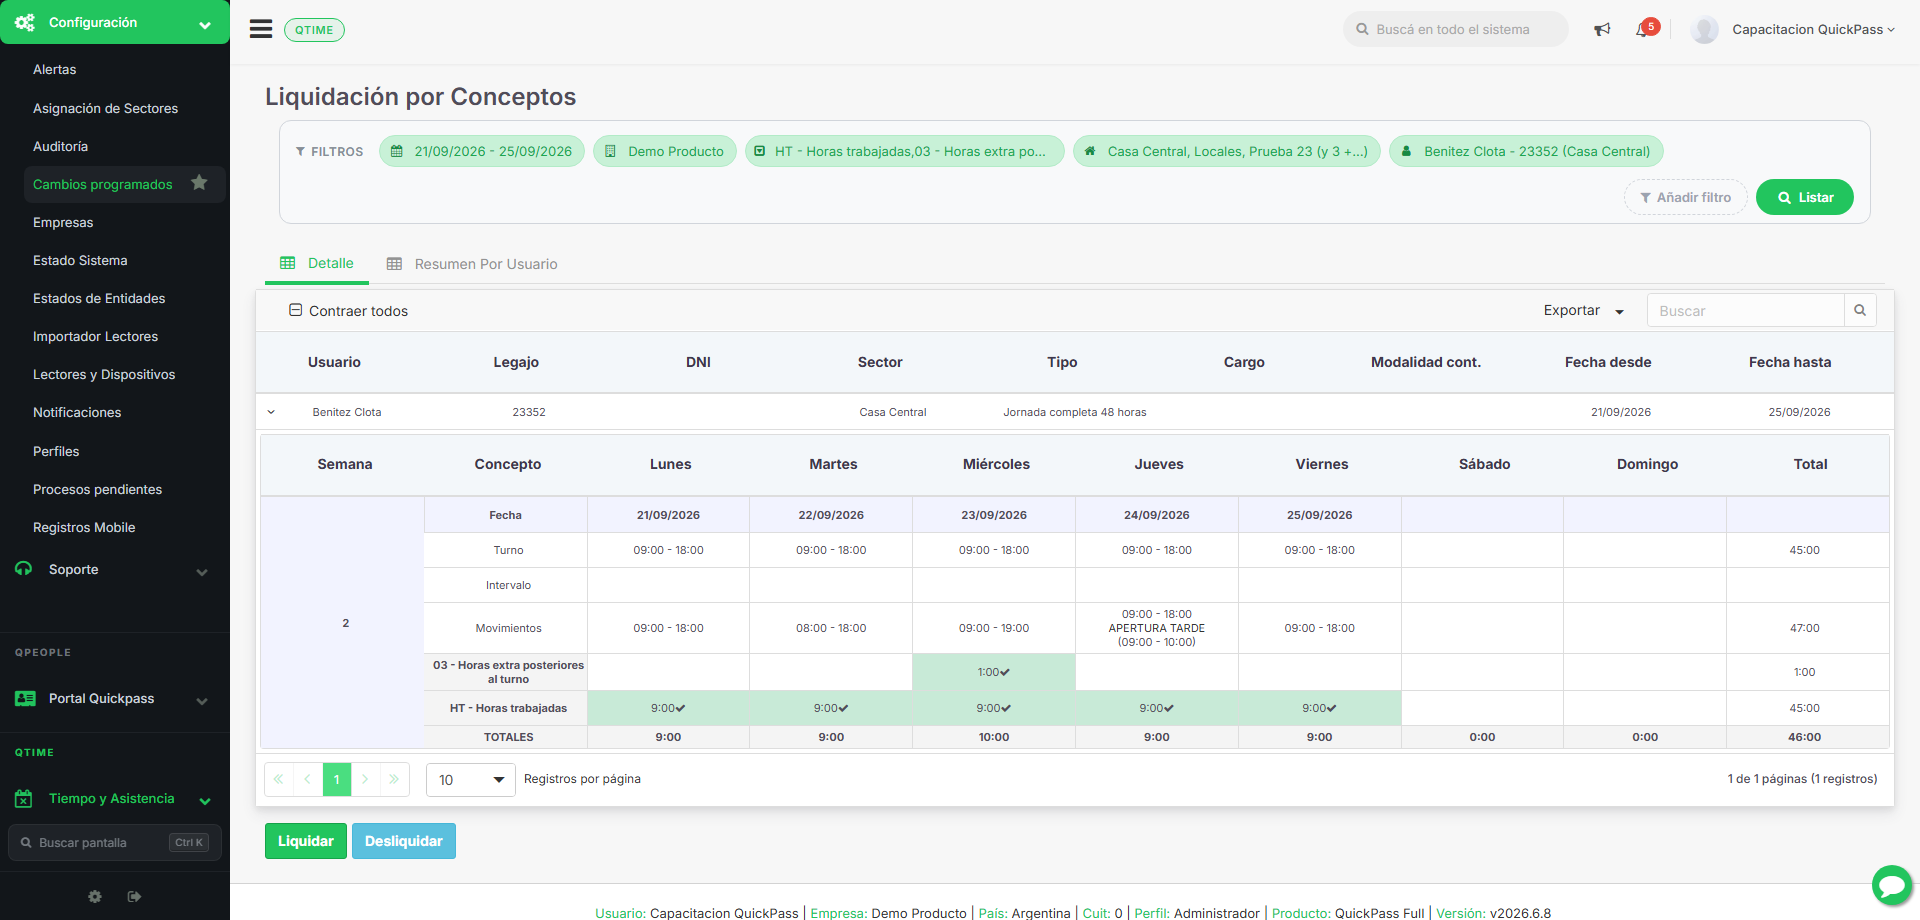 Configuración
Alertas
Asignación de Sectores
Auditoría
Cambios programados
Empresas
Estado Sistema
Estados de Entidades
Importador Lectores
Lectores y Dispositivos
Notificaciones
Perfiles
Procesos pendientes
Registros Mobile
Soporte
QPEOPLE
Portal Quickpass
QTIME
Tiempo y Asistencia
Buscar pantalla Ctrl K
QTIME
Buscá en todo el sistema
5
Capacitacion QuickPass
Liquidación por Conceptos
FILTROS 21/09/2026 - 25/09/2026 Demo Producto HT - Horas trabajadas,03 - Horas extra po... Casa Central, Locales, Prueba 23 (y 3 +...) Benitez Clota - 23352 (Casa Central)
Añadir filtro Listar
Detalle Resumen Por Usuario
Contraer todos Exportar Buscar
Usuario Legajo DNI Sector Tipo Cargo Modalidad cont. Fecha desde Fecha hasta
Benitez Clota 23352 Casa Central Jornada completa 48 horas 21/09/2026 25/09/2026
Semana Concepto Lunes Martes Miércoles Jueves Viernes Sábado Domingo Total
2
Fecha 21/09/2026 22/09/2026 23/09/2026 24/09/2026 25/09/2026
Turno 09:00 - 18:00 09:00 - 18:00 09:00 - 18:00 09:00 - 18:00 09:00 - 18:00 45:00
Intervalo
Movimientos 09:00 - 18:00 08:00 - 18:00 09:00 - 19:00 09:00 - 18:00 APERTURA TARDE (09:00 - 10:00) 09:00 - 18:00 47:00
03 - Horas extra posteriores al turno 1:00✔ 1:00
HT - Horas trabajadas 9:00✔ 9:00✔ 9:00✔ 9:00✔ 9:00✔ 45:00
TOTALES 9:00 9:00 10:00 9:00 9:00 0:00 0:00 46:00
« ‹ 1 › » 10 Registros por página 1 de 1 páginas (1 registros)
Liquidar Desliquidar
Usuario: Capacitacion QuickPass | Empresa: Demo Producto | País: Argentina | Cuit: 0 | Perfil: Administrador | Producto: QuickPass Full | Versión: v2026.6.8